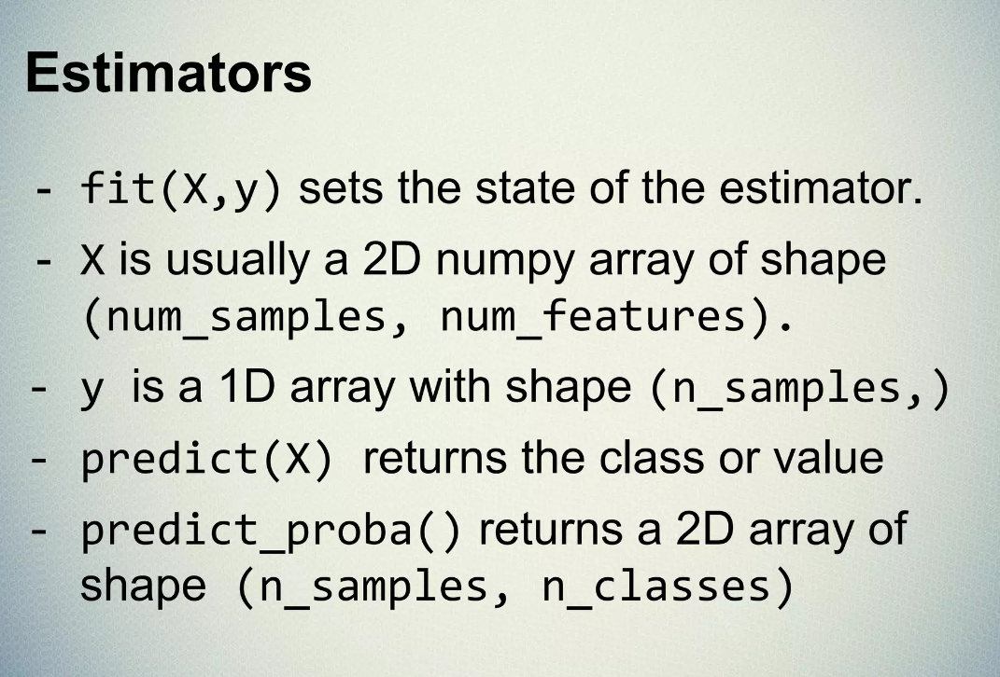 Estimators
- fit(X,y) sets the state of the estimator.
- X is usually a 2D numpy array of shape
(num_samples, num_features).
- y is a 1D array with shape (n_samples,)
- predict(X) returns the class or value
- predict_proba() returns a 2D array of
shape (n_samples, n_classes)